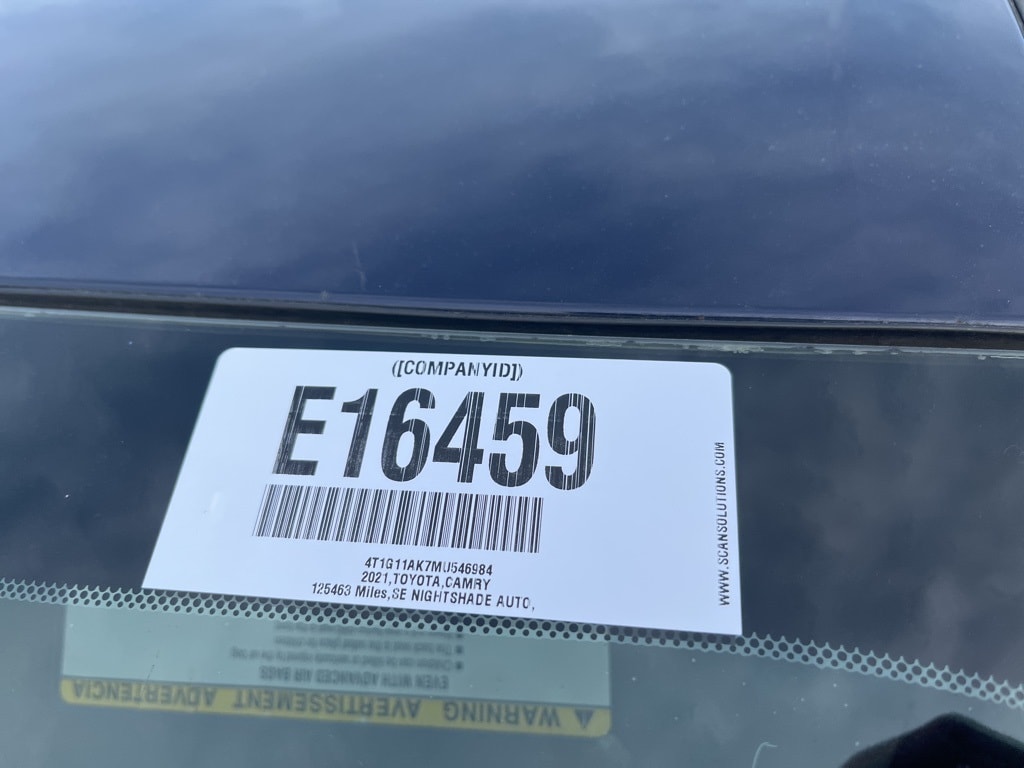 ([COMPANYID])
E16459
4T1G11AK7MU546984
2021,TOYOTA,CAMRY
125463 Miles,SE NIGHTSHADE AUTO,
WWW.SCANSOLUTIONS.COM
WARNING AVERTISSEMENT ADVERTENCIA
EVEN WITH ADVANCED AIR BAGS